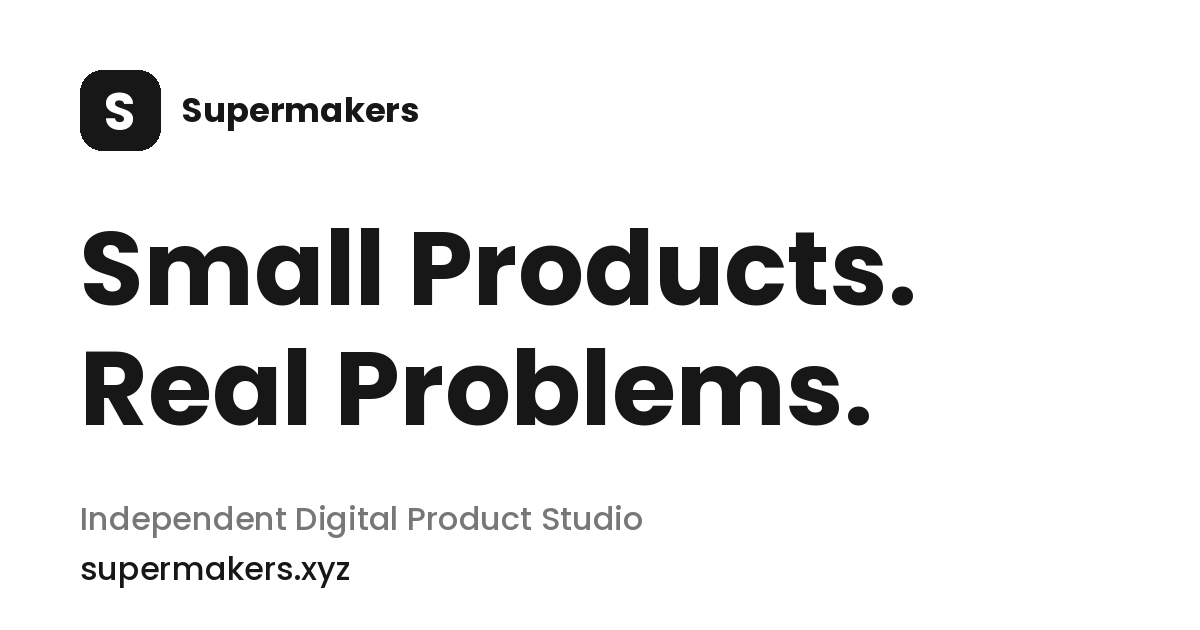 S
Supermakers
Small Products.
Real Problems.
Independent Digital Product Studio
supermakers.xyz